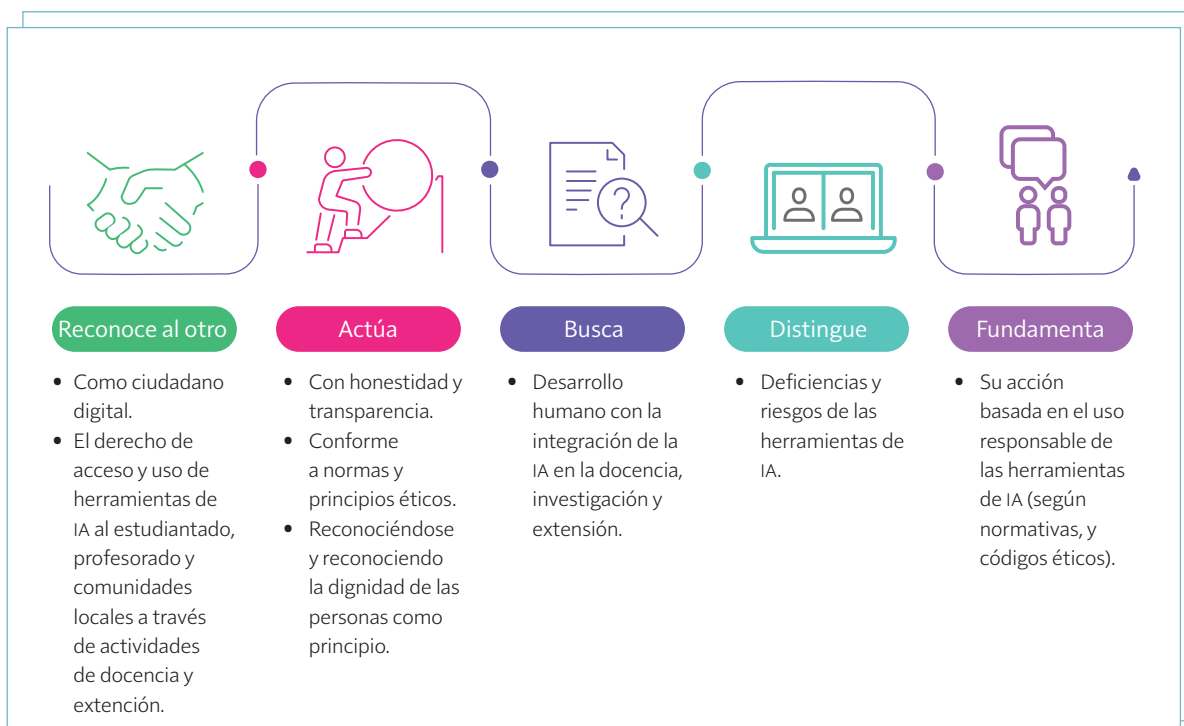 ?
Reconoce al otro
• Como ciudadano
digital.
• El derecho de
acceso y uso de
herramientas de
IA al estudiantado,
profesorado y
comunidades
locales a través
de actividades
de docencia y
extención.
Actúa
• Con honestidad y
transparencia.
• Conforme
a normas y
principios éticos.
• Reconociéndose
y reconociendo
la dignidad de las
personas como
principio.
Busca
• Desarrollo
humano con la
integración de la
IA en la docencia,
investigación y
extensión.
Distingue
• Deficiencias y
riesgos de las
herramientas de
IA.
Fundamenta
• Su acción
basada en el uso
responsable de
las herramientas
de IA (según
normativas, y
códigos éticos).